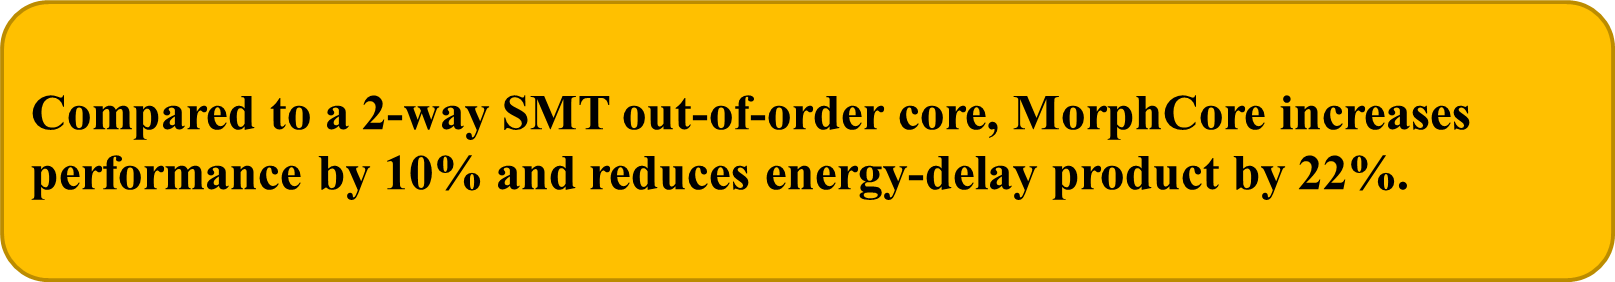 Compared to a 2-way SMT out-of-order core, MorphCore increases
performance by 10% and reduces energy-delay product by 22%.